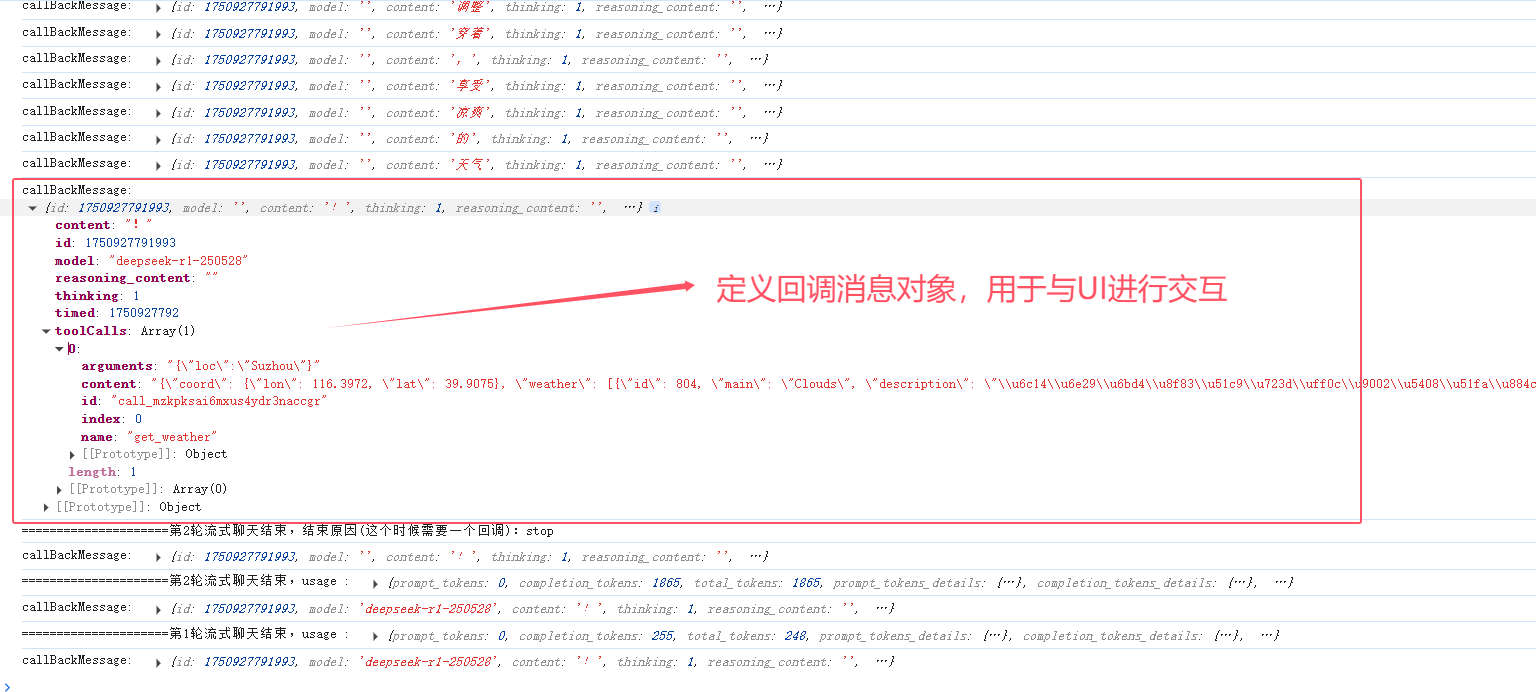 callBackMessage: ▸ {id: 1750927791993, model: '', content: '调整', thinking: 1, reasoning_content: '', …}
callBackMessage: ▸ {id: 1750927791993, model: '', content: '穿着', thinking: 1, reasoning_content: '', …}
callBackMessage: ▸ {id: 1750927791993, model: '', content: '，', thinking: 1, reasoning_content: '', …}
callBackMessage: ▸ {id: 1750927791993, model: '', content: '享受', thinking: 1, reasoning_content: '', …}
callBackMessage: ▸ {id: 1750927791993, model: '', content: '凉爽', thinking: 1, reasoning_content: '', …}
callBackMessage: ▸ {id: 1750927791993, model: '', content: '的', thinking: 1, reasoning_content: '', …}
callBackMessage: ▸ {id: 1750927791993, model: '', content: '天气', thinking: 1, reasoning_content: '', …}
callBackMessage:
▾ {id: 1750927791993, model: '', content: '！', thinking: 1, reasoning_content: '', …} i
content: "！"
id: 1750927791993
model: "deepseek-r1-250528"
reasoning_content: ""
thinking: 1
timed: 1750927792
▾ toolCalls: Array(1)
▾ 0:
arguments: "{\"loc\":\"Suzhou\"}"
content: "{\"coord\": {\"lon\": 116.3972, \"lat\": 39.9075}, \"weather\": [{\"id\": 804, \"main\": \"Clouds\", \"description\": \"\\u6c14\\u6e29\\u6bd4\\u8f83\\u51c9\\u723d\\uff0c\\u9002\\u5408\\u51fa\\u884c
id: "call_mzkpksai6mxus4ydr3naccgr"
index: 0
name: "get_weather"
▸ [[Prototype]]: Object
length: 1
▸ [[Prototype]]: Array(0)
▸ [[Prototype]]: Object
定义回调消息对象，用于与UI进行交互
=====================第2轮流式聊天结束，结束原因(这个时候需要一个回调)：stop
callBackMessage: ▸ {id: 1750927791993, model: '', content: '！', thinking: 1, reasoning_content: '', …}
=====================第2轮流式聊天结束，usage： ▸ {prompt_tokens: 0, completion_tokens: 1865, total_tokens: 1865, prompt_tokens_details: {…}, completion_tokens_details: {…}, …}
callBackMessage: ▸ {id: 1750927791993, model: 'deepseek-r1-250528', content: '！', thinking: 1, reasoning_content: '', …}
=====================第1轮流式聊天结束，usage： ▸ {prompt_tokens: 0, completion_tokens: 255, total_tokens: 248, prompt_tokens_details: {…}, completion_tokens_details: {…}, …}
callBackMessage: ▸ {id: 1750927791993, model: 'deepseek-r1-250528', content: '！', thinking: 1, reasoning_content: '', …}